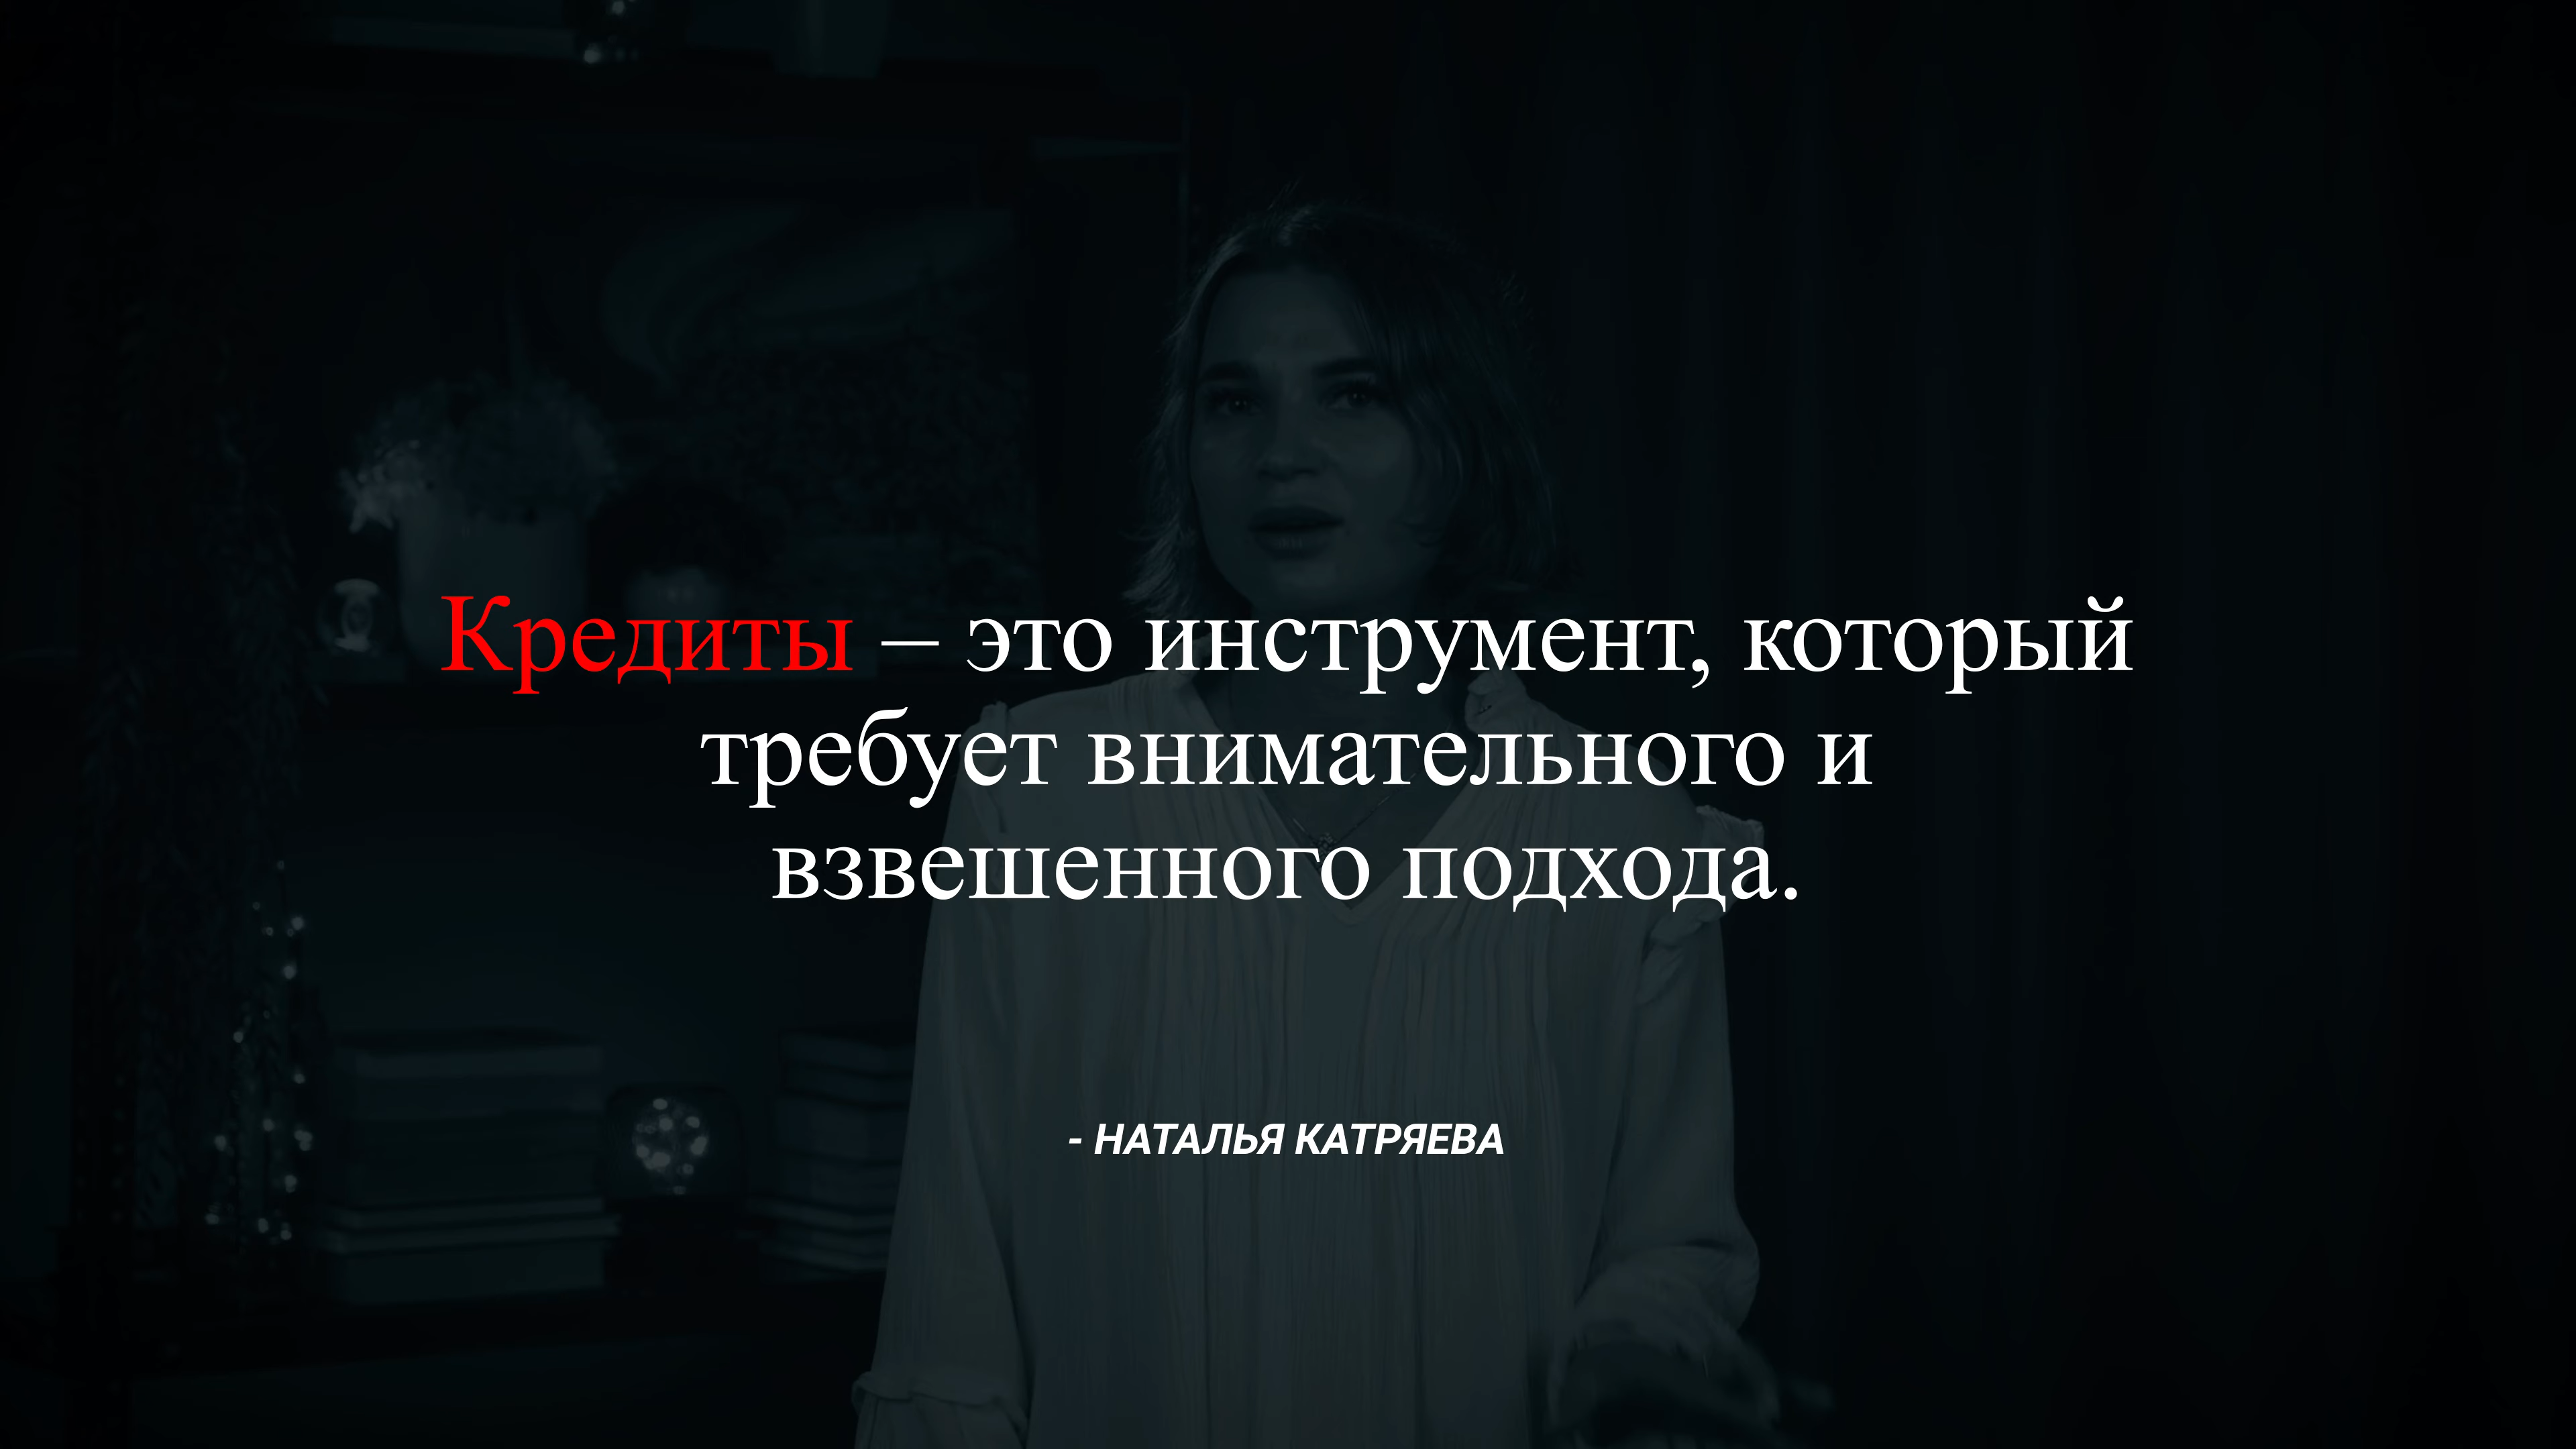 Кредиты – это инструмент, который
требует внимательного и
взвешенного подхода.
- НАТАЛЬЯ КАТРЯЕВА